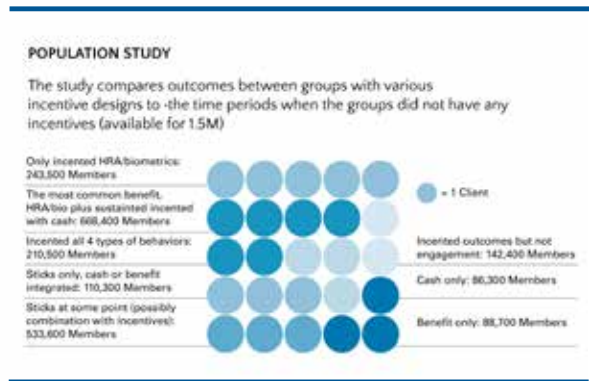 POPULATION STUDY
The study compares outcomes between groups with various
incentive designs to -the time periods when the groups did not have any
incentives (available for 1.5M)
Only incented HRA/biometrics:
243,500 Members
The most common benefit,
HRA/bio plus sustainted incented
with cash: 668,400 Members
Incented all 4 types of behaviors:
210,500 Members
Sticks only, cash or benefit
integrated: 110,300 Members
Sticks at some point (possibly
combination with incentives):
533,600 Members
= 1 Client
Incented outcomes but not
engagement: 142,400 Members
Cash only: 86,300 Members
Benefit only: 88,700 Members